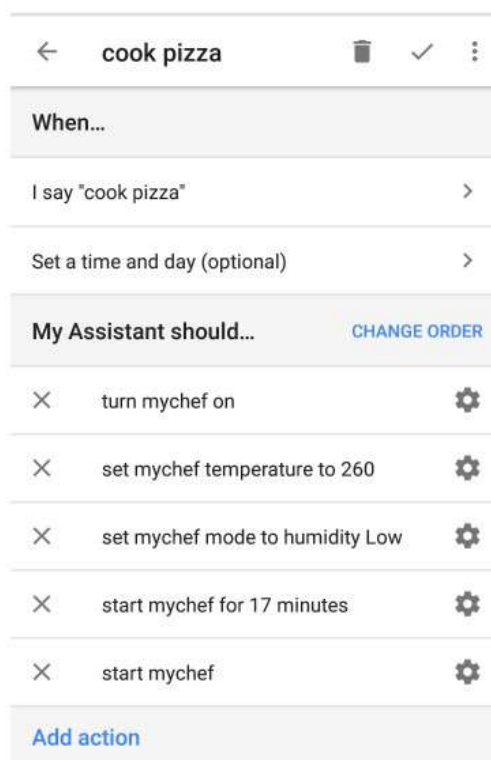 cook pizza
When...
I say "cook pizza"
Set a time and day (optional)
My Assistant should...
CHANGE ORDER
turn mychef on
set mychef temperature to 260
set mychef mode to humidity Low
start mychef for 17 minutes
start mychef
Add action